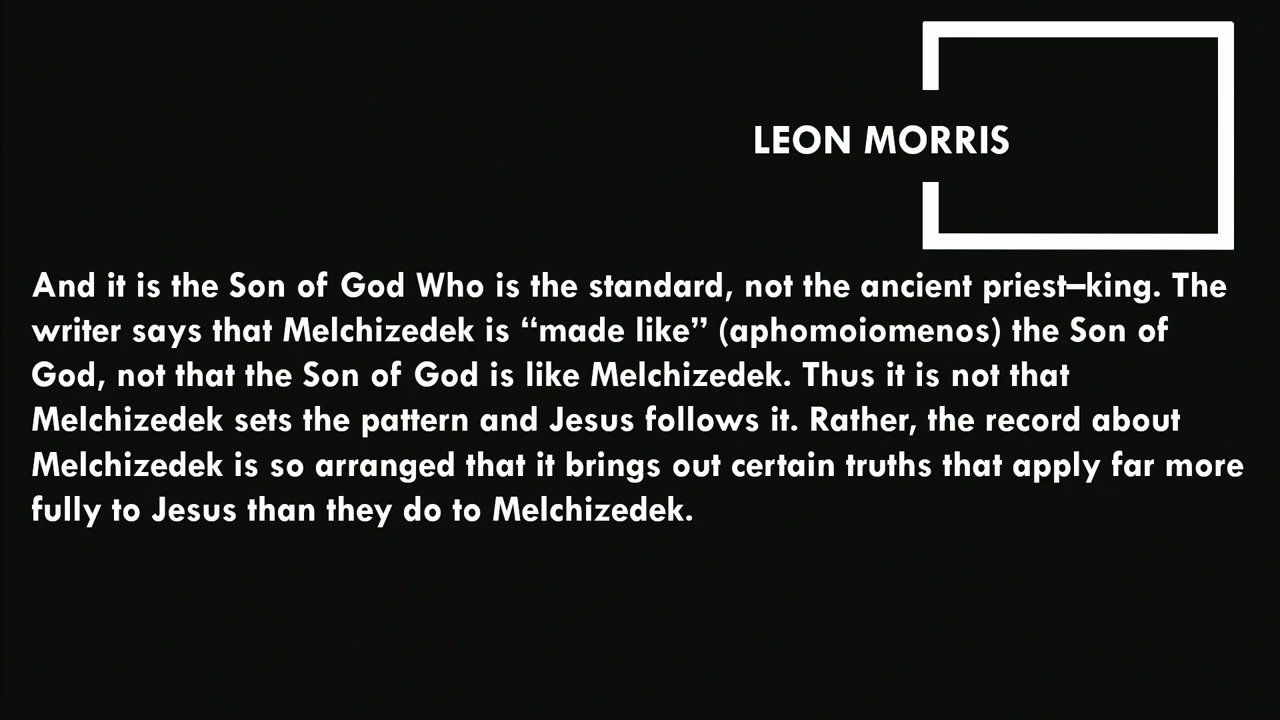 LEON MORRIS
And it is the Son of God Who is the standard, not the ancient priest–king. The
writer says that Melchizedek is “made like” (aphomoiomenos) the Son of
God, not that the Son of God is like Melchizedek. Thus it is not that
Melchizedek sets the pattern and Jesus follows it. Rather, the record about
Melchizedek is so arranged that it brings out certain truths that apply far more
fully to Jesus than they do to Melchizedek.